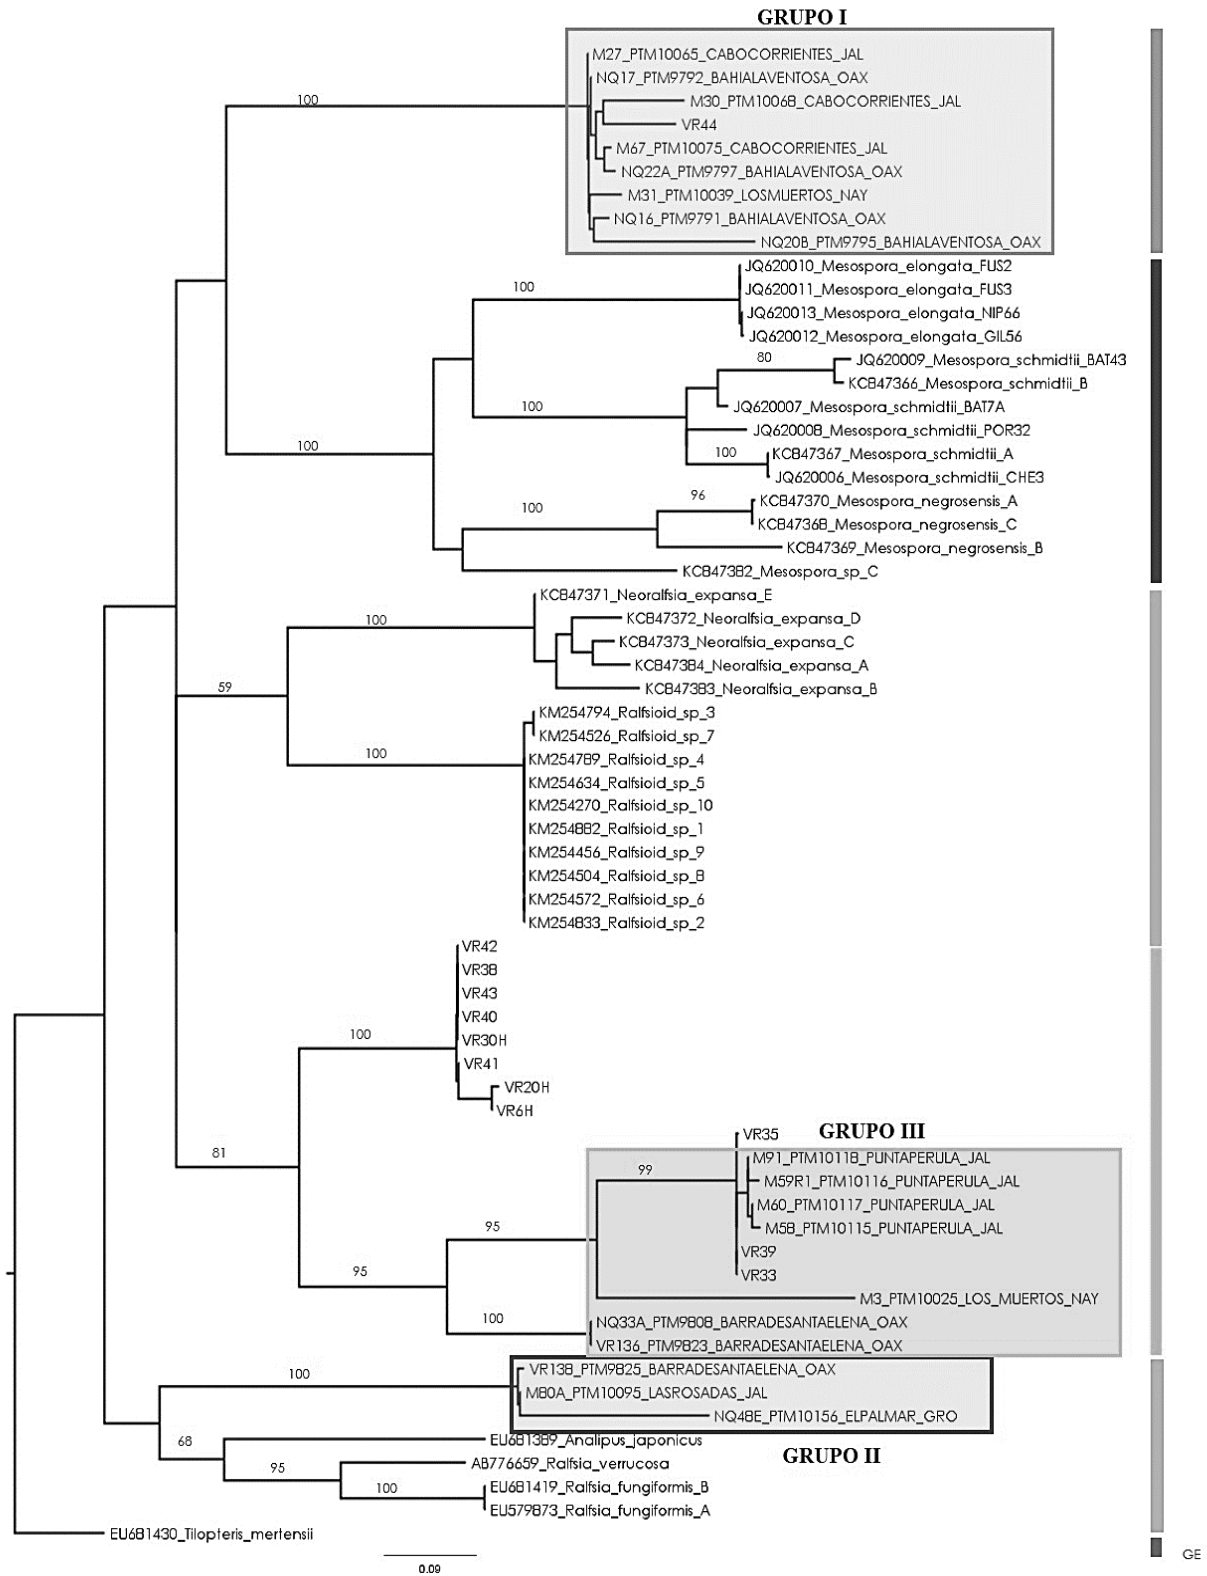 GRUPO I
M27_PTM10065_CABOCORRIENTES_JAL
NQ17_PTM9792_BAHIALAVENTOSA_OAX
100
M30_PTM10068_CABOCORRIENTES_JAL
VR44
M67_PTM10075_CABOCORRIENTES_JAL
NQ22A_PTM9797_BAHIALAVENTOSA_OAX
M31_PTM10039_LOSMUERTOS_NAY
NQ16_PTM9791_BAHIALAVENTOSA_OAX
NQ20B_PTM9795_BAHIALAVENTOSA_OAX
JQ620010_Mesospora_elongata_FUS2
100
JQ620011_Mesospora_elongata_FUS3
JQ620013_Mesospora_elongata_NIP66
JQ620012_Mesospora_elongata_GIL56
80
JQ620009_Mesospora_schmidtii_BAT43
KC847366_Mesospora_schmidtii_B
100
JQ620007_Mesospora_schmidtii_BAT7A
JQ620008_Mesospora_schmidtii_POR32
100
100
KC847367_Mesospora_schmidtii_A
JQ620006_Mesospora_schmidtii_CHE3
96
KC847370_Mesospora_negrosensis_A
100
KC847368_Mesospora_negrosensis_C
KC847369_Mesospora_negrosensis_B
KC847382_Mesospora_sp_C
KC847371_Neoralfsia_expansa_E
100
KC847372_Neoralfsia_expansa_D
KC847373_Neoralfsia_expansa_C
KC847384_Neoralfsia_expansa_A
59
KC847383_Neoralfsia_expansa_B
KM254794_Ralfsioid_sp_3
KM254526_Ralfsioid_sp_7
100
KM254789_Ralfsioid_sp_4
KM254634_Ralfsioid_sp_5
KM254270_Ralfsioid_sp_10
KM254882_Ralfsioid_sp_1
KM254456_Ralfsioid_sp_9
KM254504_Ralfsioid_sp_8
KM254572_Ralfsioid_sp_6
KM254833_Ralfsioid_sp_2
VR42
VR38
VR43
VR40
100
VR30H
VR41
VR20H
VR6H
GRUPO III
VR35
81
M91_PTM10118_PUNTAPERULA_JAL
99
M59R1_PTM10116_PUNTAPERULA_JAL
M60_PTM10117_PUNTAPERULA_JAL
95
M58_PTM10115_PUNTAPERULA_JAL
VR39
95
VR33
M3_PTM10025_LOS_MUERTOS_NAY
100
NQ33A_PTM9808_BARRADESANTAELENA_OAX
VR136_PTM9823_BARRADESANTAELENA_OAX
100
VR138_PTM9825_BARRADESANTAELENA_OAX
M80A_PTM10095_LASROSADAS_JAL
NQ48E_PTM10156_ELPALMAR_GRO
68
EU681389_Analipus_japonicus
GRUPO II
95
AB776659_Ralfsia_verrucosa
100
EU681419_Ralfsia_fungiformis_B
EU579873_Ralfsia_fungiformis_A
EU681430_Tilopteris_mertensii
GE
0.09